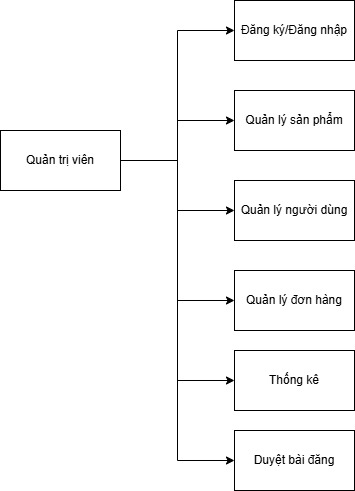 Đăng ký/Đăng nhập
Quản lý sản phẩm
Quản trị viên
Quản lý người dùng
Quản lý đơn hàng
Thống kê
Duyệt bài đăng